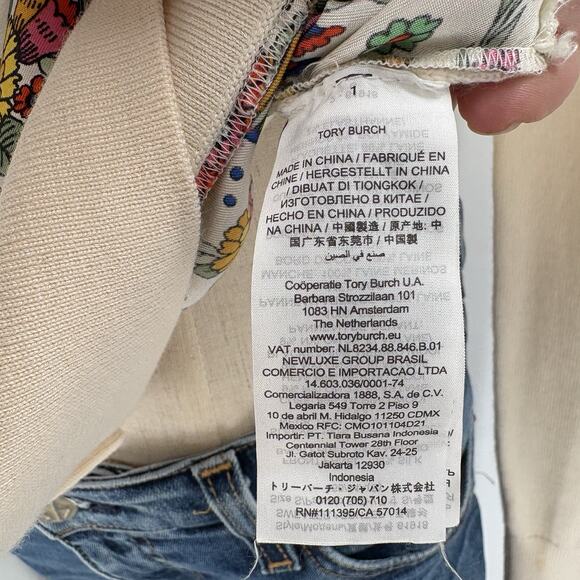 1
TORY BURCH
MADE IN CHINA / FABRIQUÉ EN
CHINE / HERGESTELLT IN CHINA
/ DIBUAT DI TIONGKOK /
ИЗГОТОВЛЕНО В КИТАЕ /
HECHO EN CHINA / PRODUZIDO
NA CHINA / 中國製造 / 原产地: 中
国广东省东莞市 / 中国製
صنع في الصين
Coöperatie Tory Burch U.A.
Barbara Strozzilaan 101
1083 HN Amsterdam
The Netherlands
www.toryburch.eu
VAT number: NL8234.88.846.B.01
NEWLUXE GROUP BRASIL
COMERCIO E IMPORTACAO LTDA
14.603.036/0001-74
Comercializadora 1888, S.A. de C.V.
Legaria 549 Torre 2 Piso 9
10 de abril M. Hidalgo 11250 CDMX
Mexico RFC: CMO101104D21
Importir: PT. Tiara Busana Indonesia
Centennial Tower 28th Floor
Jl. Gatot Subroto Kav. 24-25
Jakarta 12930
Indonesia
トリーバーチ・ジャパン株式会社
0120 (705) 710
RN#111395/CA 57014